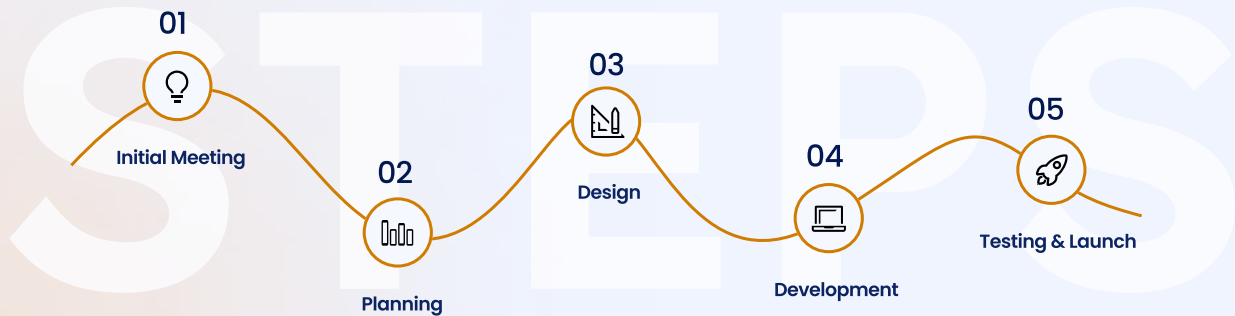 STEPS
01
Initial Meeting
02
Planning
03
Design
04
Development
05
Testing & Launch